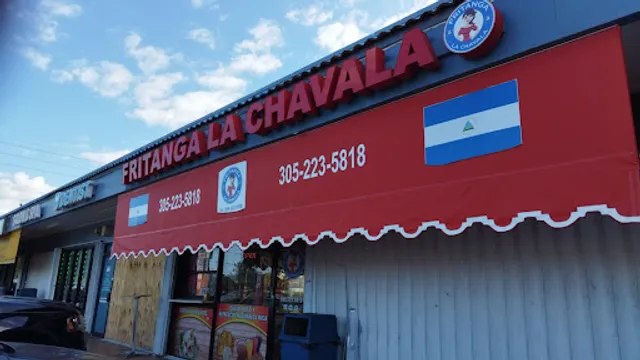 FRITANGA LA CHAVALA
FRITANGA
LA CHAVALA
305-223-5818
305-223-5818